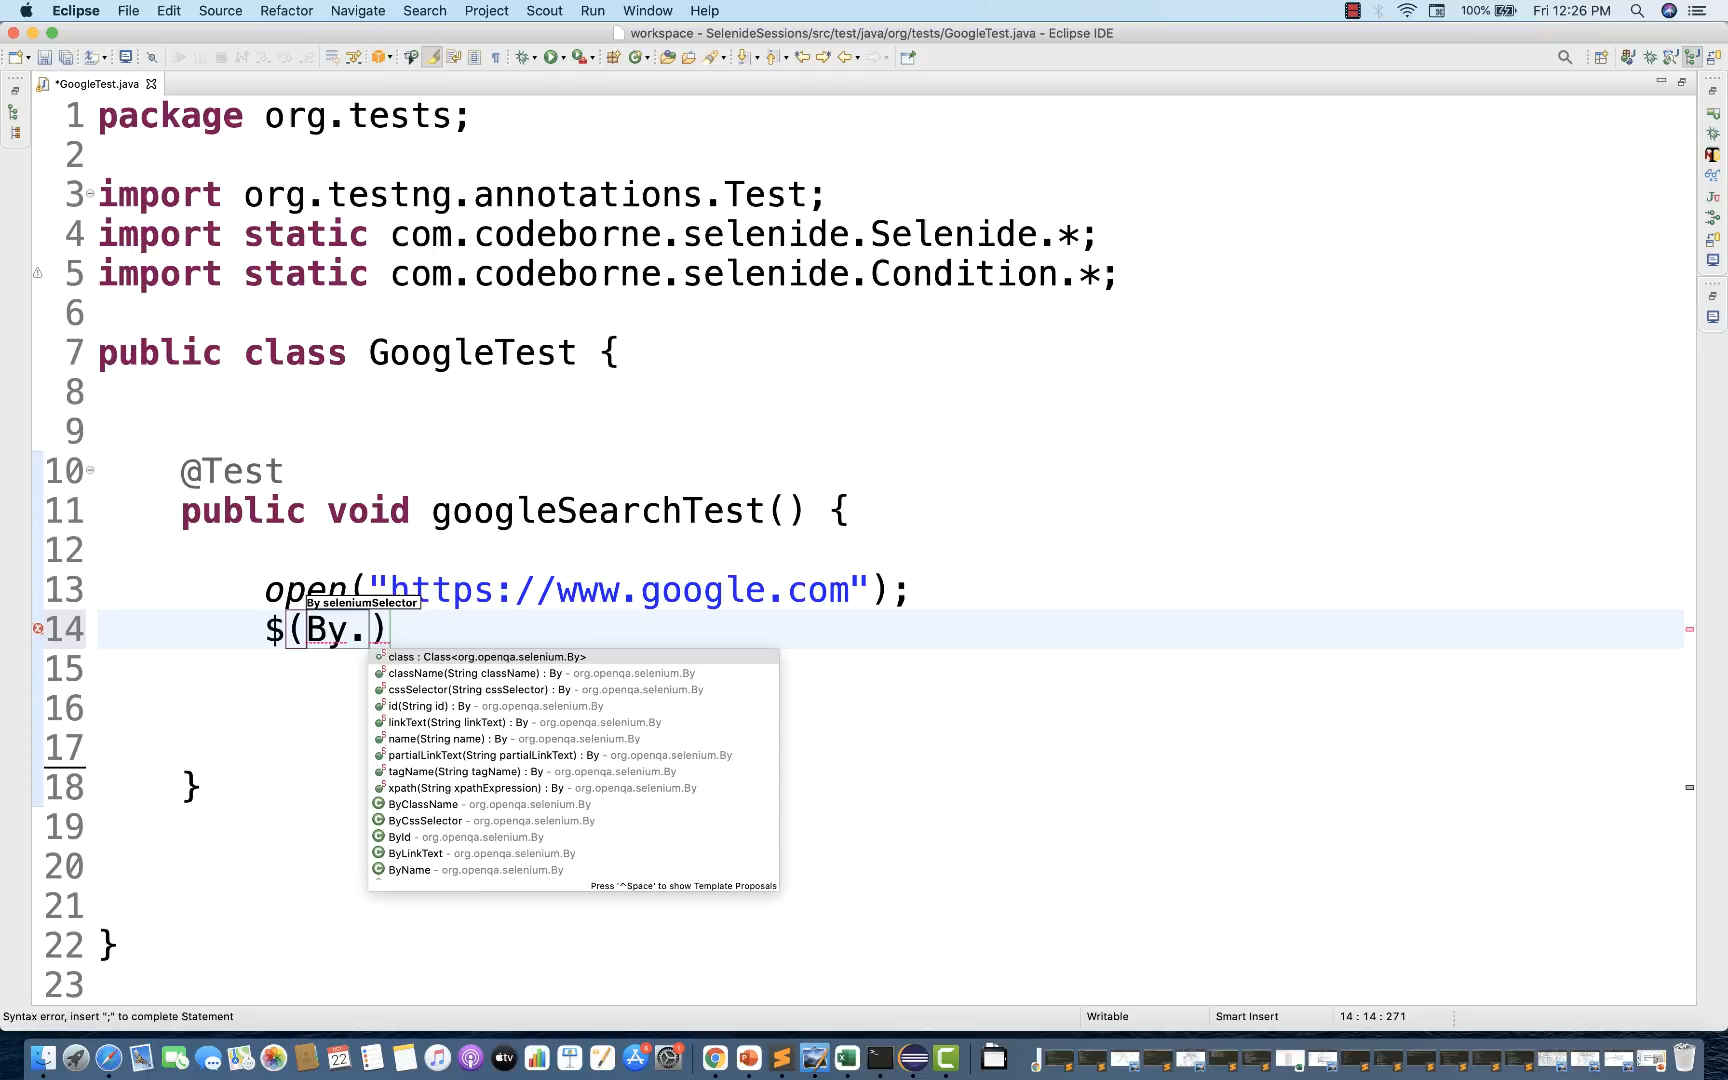 Eclipse File Edit Source Refactor Navigate Search Project Scout Run Window Help 100% Fri 12:26 PM
workspace - SelenideSessions/src/test/java/org/tests/GoogleTest.java - Eclipse IDE
*GoogleTest.java
1 package org.tests;
2
3 import org.testng.annotations.Test;
4 import static com.codeborne.selenide.Selenide.*;
5 import static com.codeborne.selenide.Condition.*;
6
7 public class GoogleTest {
8
9
10 @Test
11 public void googleSearchTest() {
12
13 open("https://www.google.com");
By seleniumSelector
14 $(By.)
class : Class<org.openqa.selenium.By>
className(String className) : By - org.openqa.selenium.By
cssSelector(String cssSelector) : By - org.openqa.selenium.By
id(String id) : By - org.openqa.selenium.By
linkText(String linkText) : By - org.openqa.selenium.By
name(String name) : By - org.openqa.selenium.By
partialLinkText(String partialLinkText) : By - org.openqa.selenium.By
tagName(String tagName) : By - org.openqa.selenium.By
xpath(String xpathExpression) : By - org.openqa.selenium.By
ByClassName - org.openqa.selenium.By
ByCssSelector - org.openqa.selenium.By
ById - org.openqa.selenium.By
ByLinkText - org.openqa.selenium.By
ByName - org.openqa.selenium.By
Press '^Space' to show Template Proposals
15
16
17
18 }
19
20
21
22 }
23
Syntax error, insert ";" to complete Statement Writable Smart Insert 14 : 14 : 271